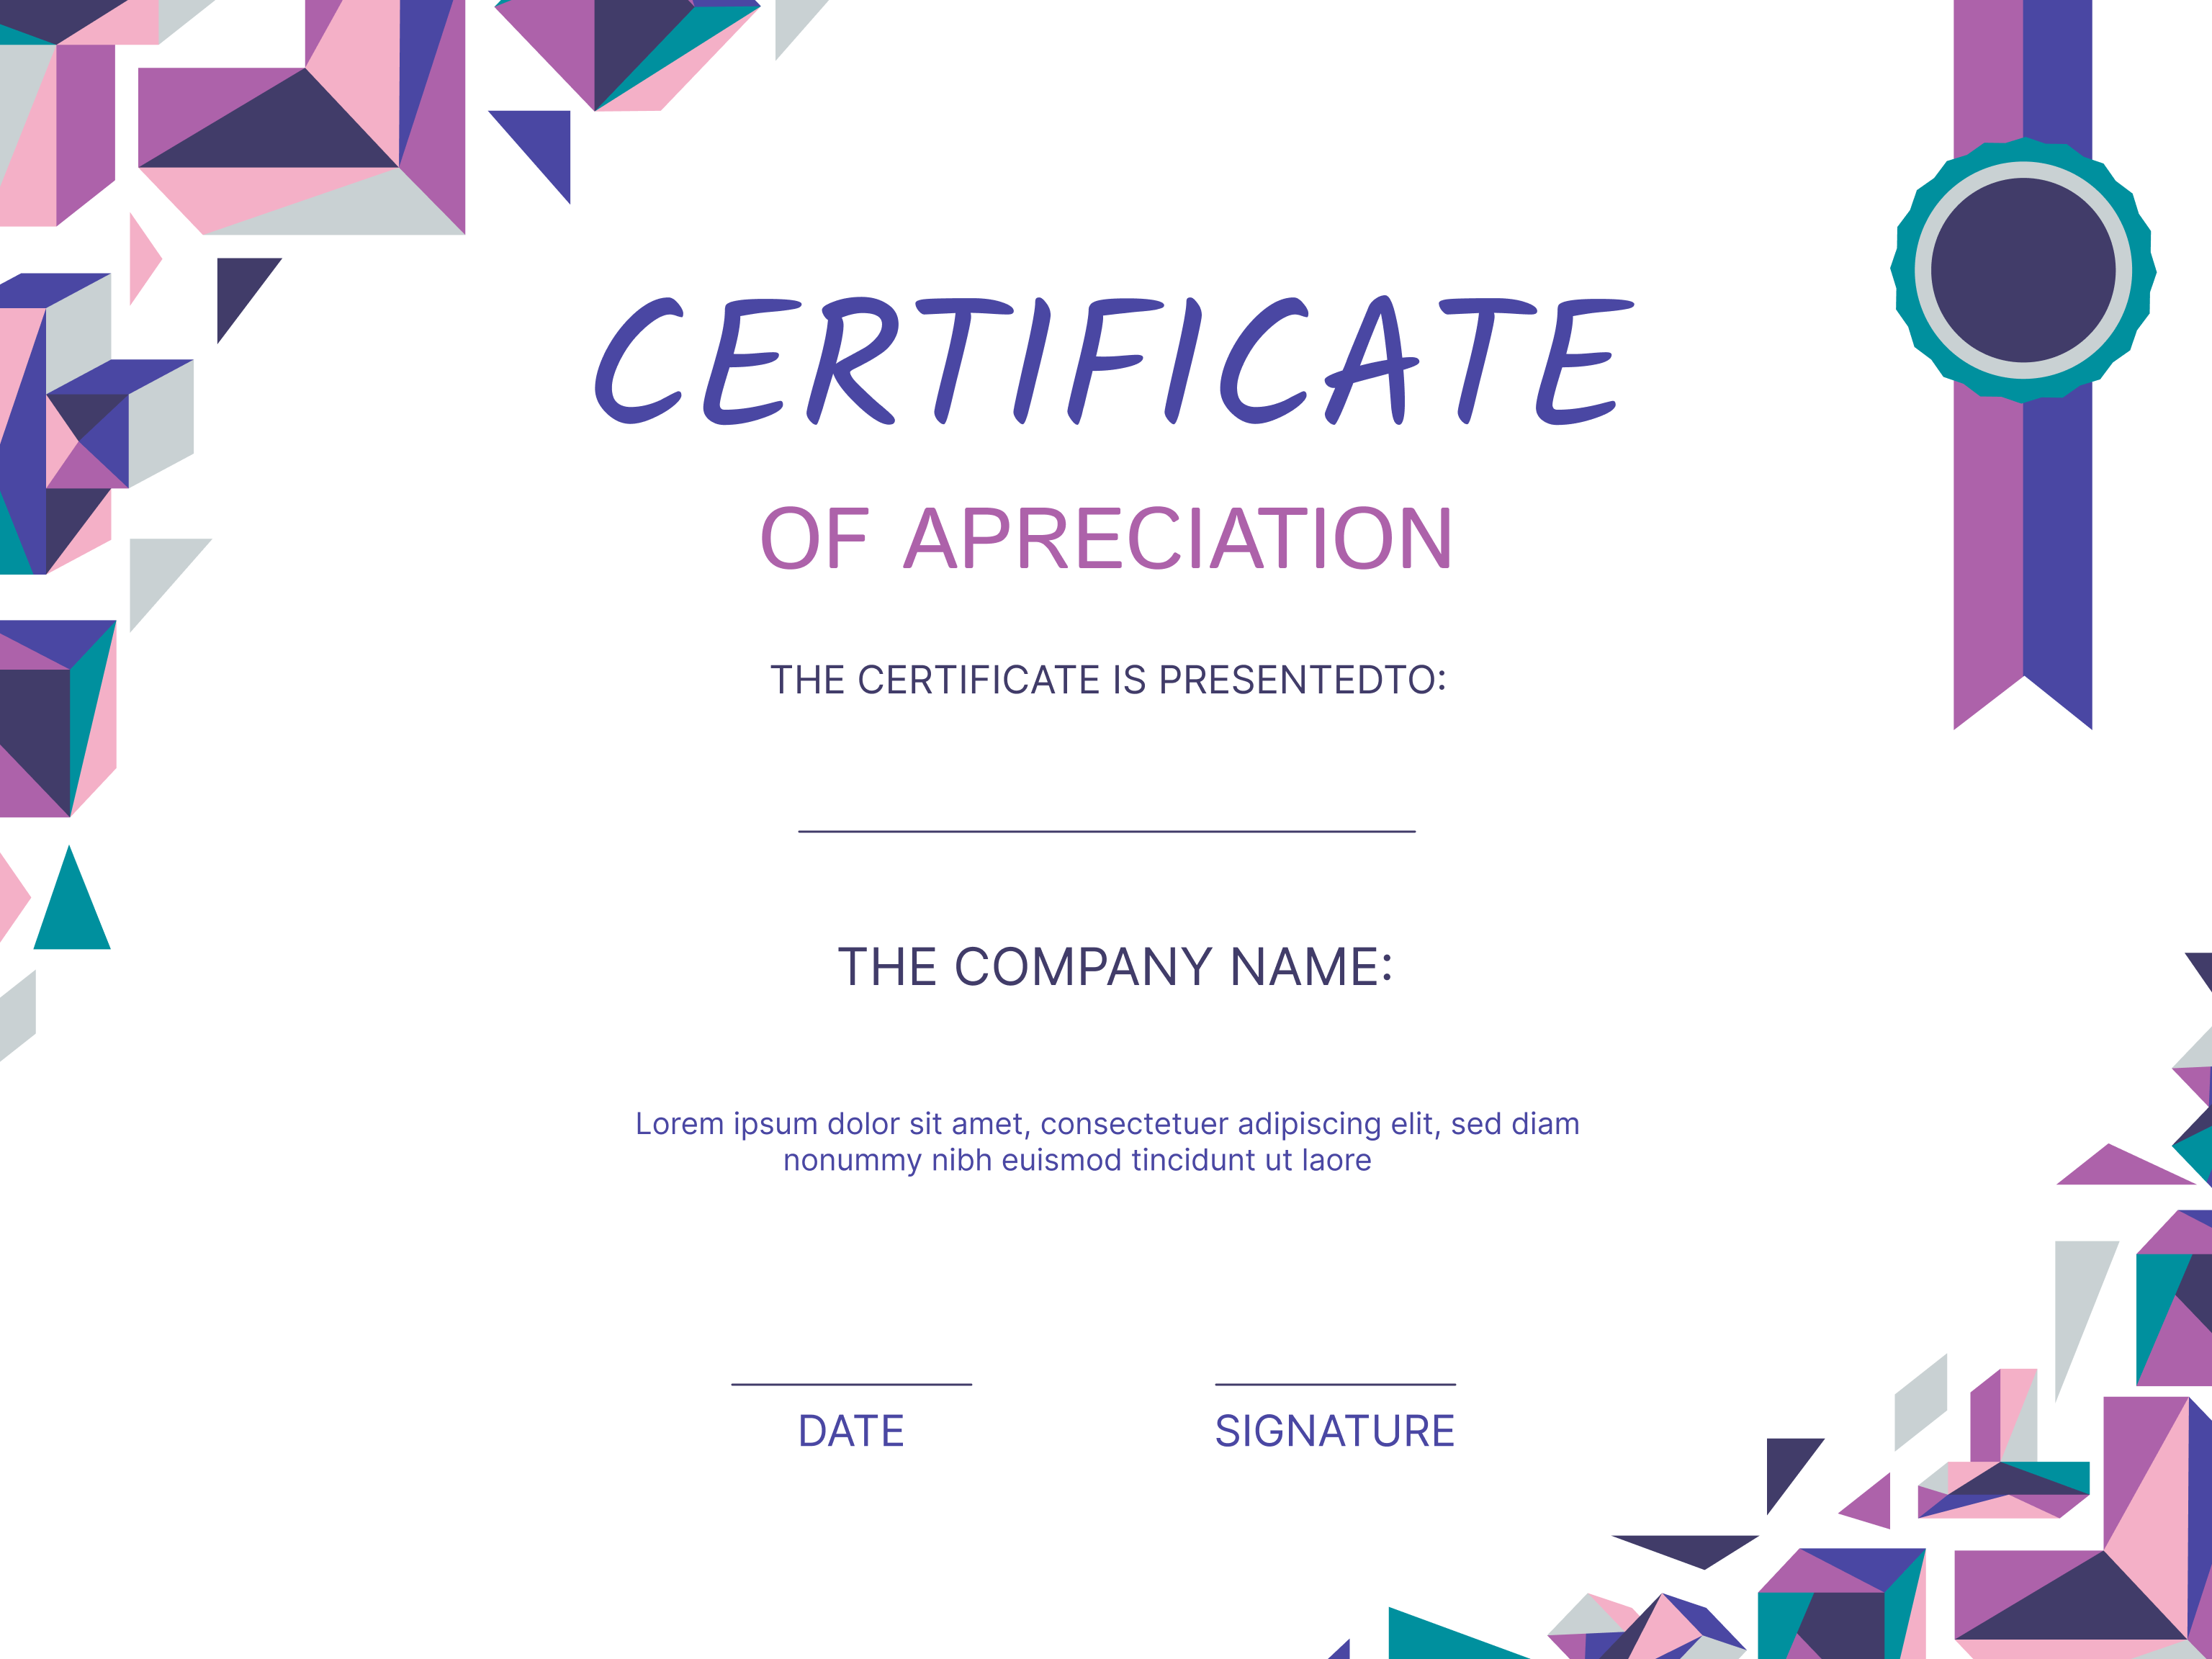 CERTIFICATE
OF APRECIATION
THE CERTIFICATE IS PRESENTEDTO:
THE COMPANY NAME:
Lorem ipsum dolor sit amet, consectetuer adipiscing elit, sed diam
nonummy nibh euismod tincidunt ut laore
DATE
SIGNATURE